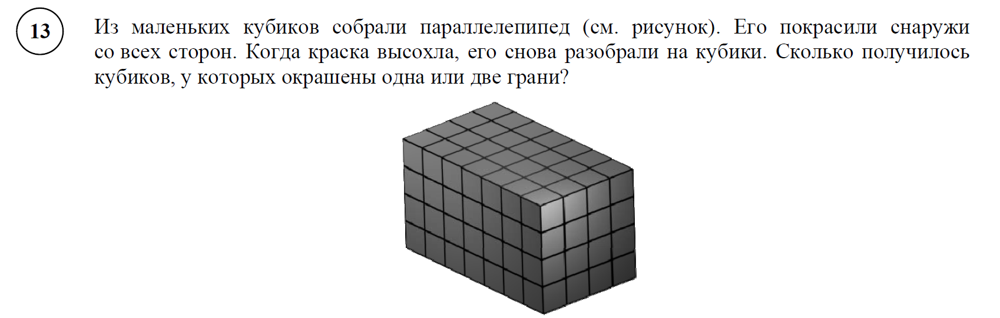 13
Из маленьких кубиков собрали параллелепипед (см. рисунок). Его покрасили снаружи
со всех сторон. Когда краска высохла, его снова разобрали на кубики. Сколько получилось
кубиков, у которых окрашены одна или две грани?